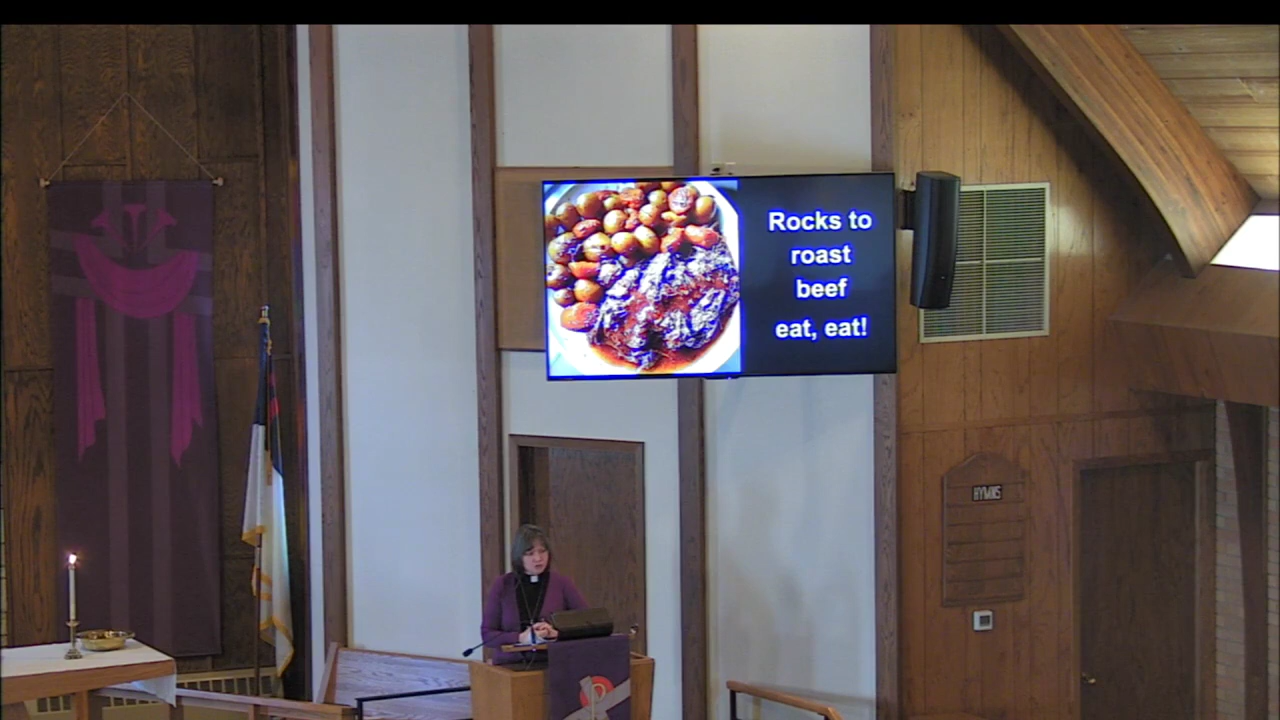 Rocks to
roast
beef
eat, eat!
HYMNS